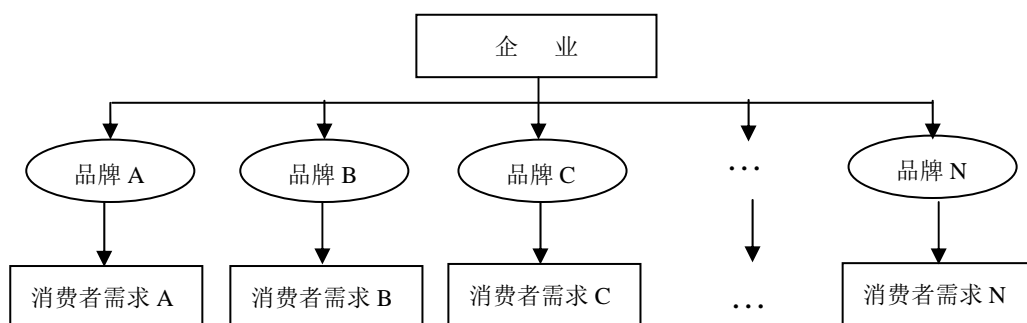 企 业
品牌 A 品牌 B 品牌 C … 品牌 N
消费者需求 A 消费者需求 B 消费者需求 C … 消费者需求 N